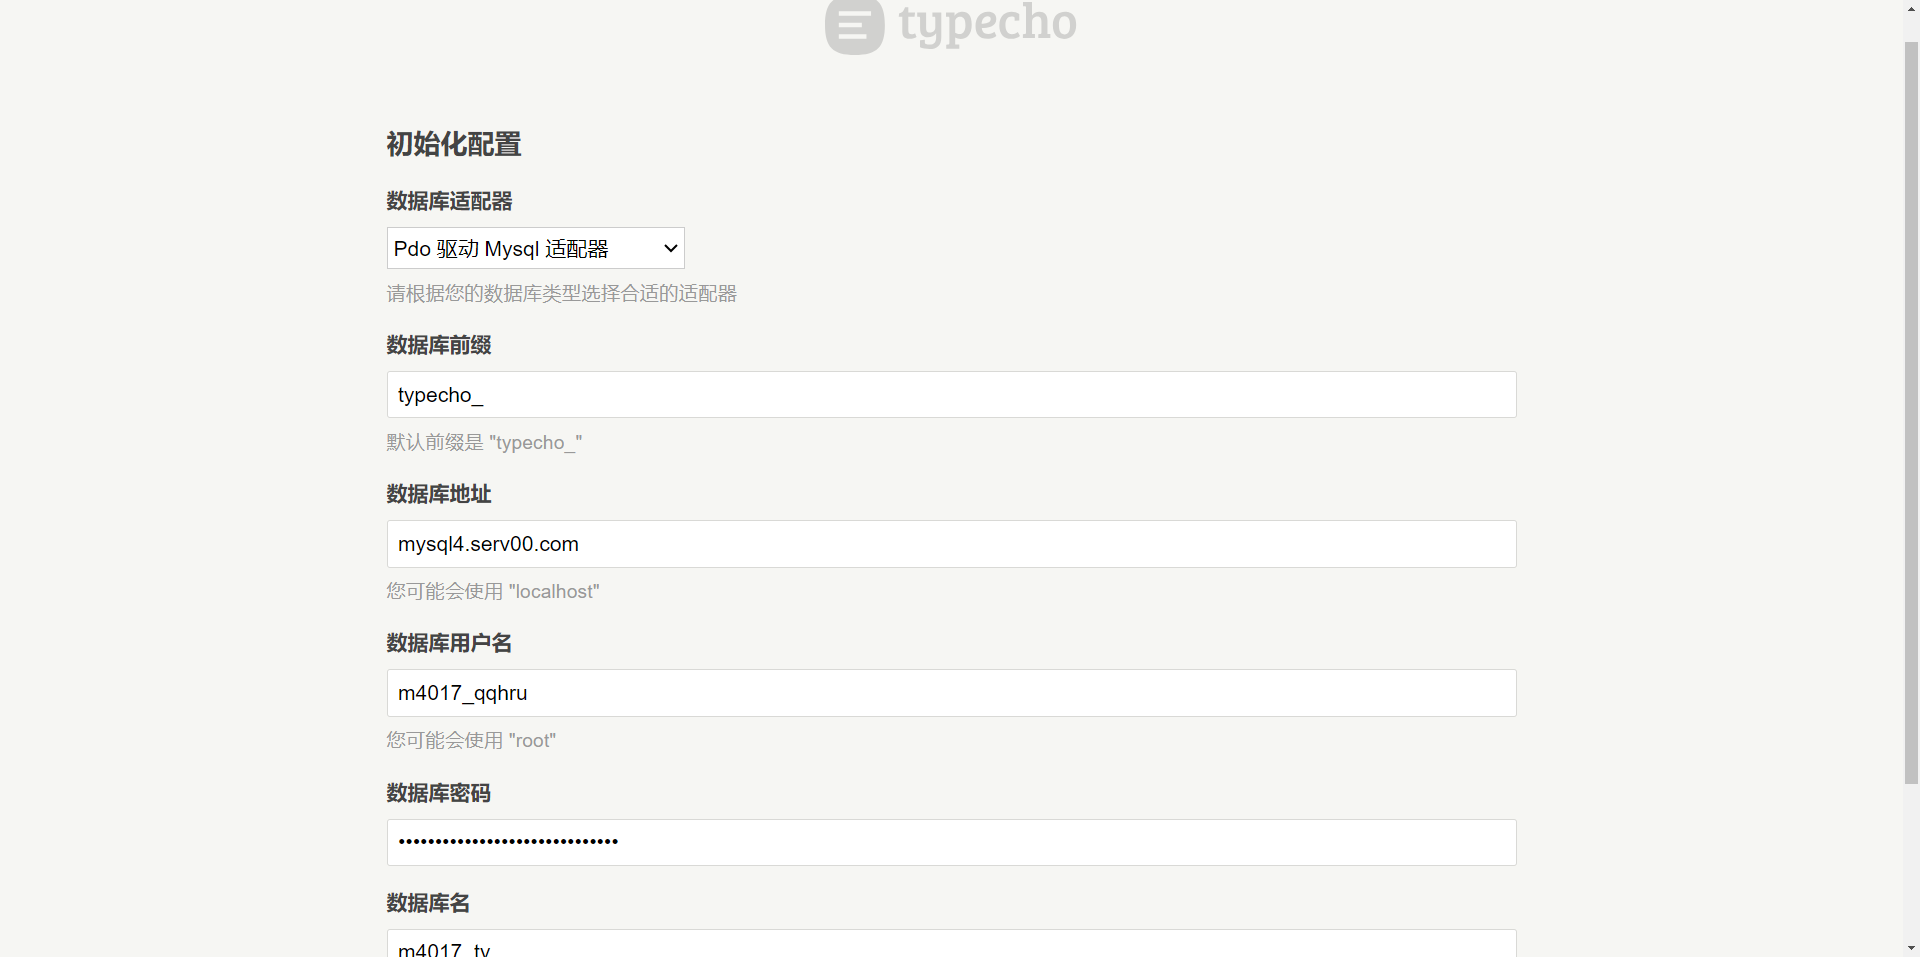 typecho
初始化配置
数据库适配器
Pdo 驱动 Mysql 适配器
请根据您的数据库类型选择合适的适配器
数据库前缀
typecho_
默认前缀是 "typecho_"
数据库地址
mysql4.serv00.com
您可能会使用 "localhost"
数据库用户名
m4017_qqhru
您可能会使用 "root"
数据库密码
••••••••••••••••••••••••••••••
数据库名